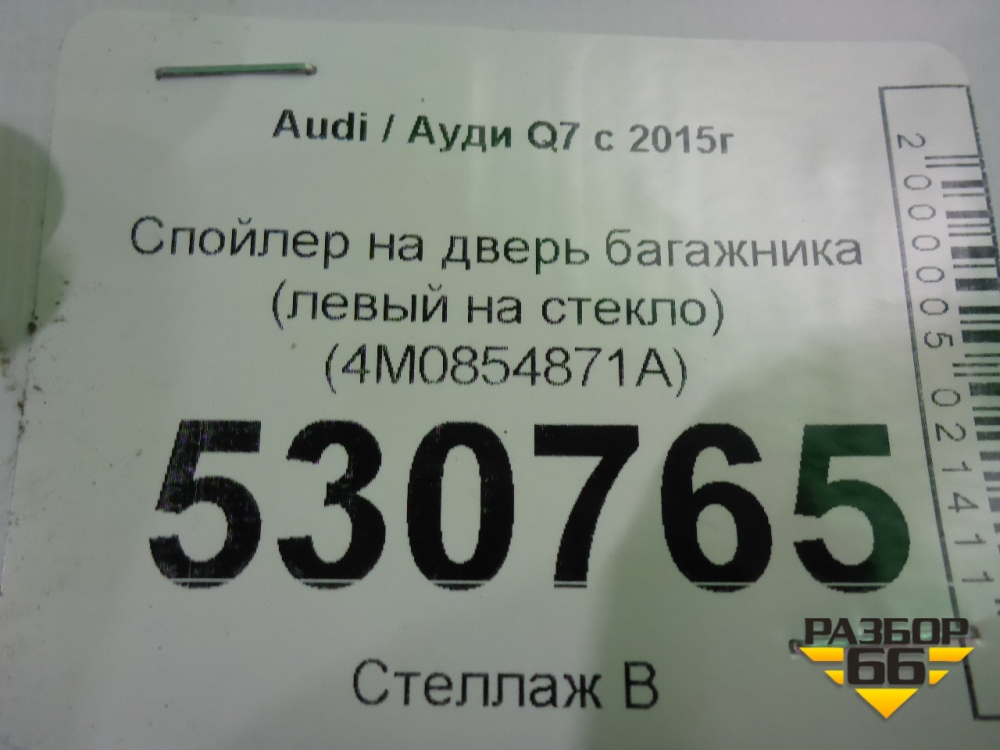 Audi / Ауди Q7 с 2015г
Спойлер на дверь багажника
(левый на стекло)
(4M0854871A)
530765
Стеллаж В
2000005021411
РАЗБОР
66